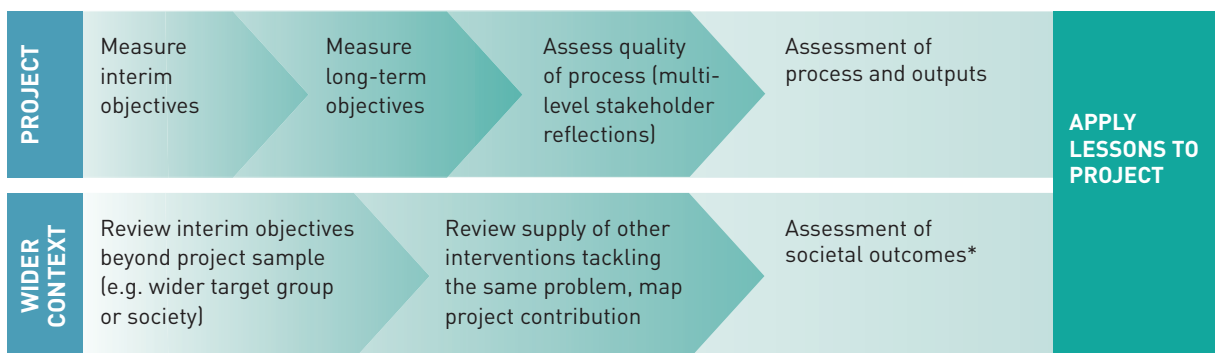 PROJECT
Measure
interim
objectives
Measure
long-term
objectives
Assess quality
of process (multi-
level stakeholder
reflections)
Assessment of
process and outputs
APPLY
LESSONS TO
PROJECT
WIDER
CONTEXT
Review interim objectives
beyond project sample
(e.g. wider target group
or society)
Review supply of other
interventions tackling
the same problem, map
project contribution
Assessment of
societal outcomes*